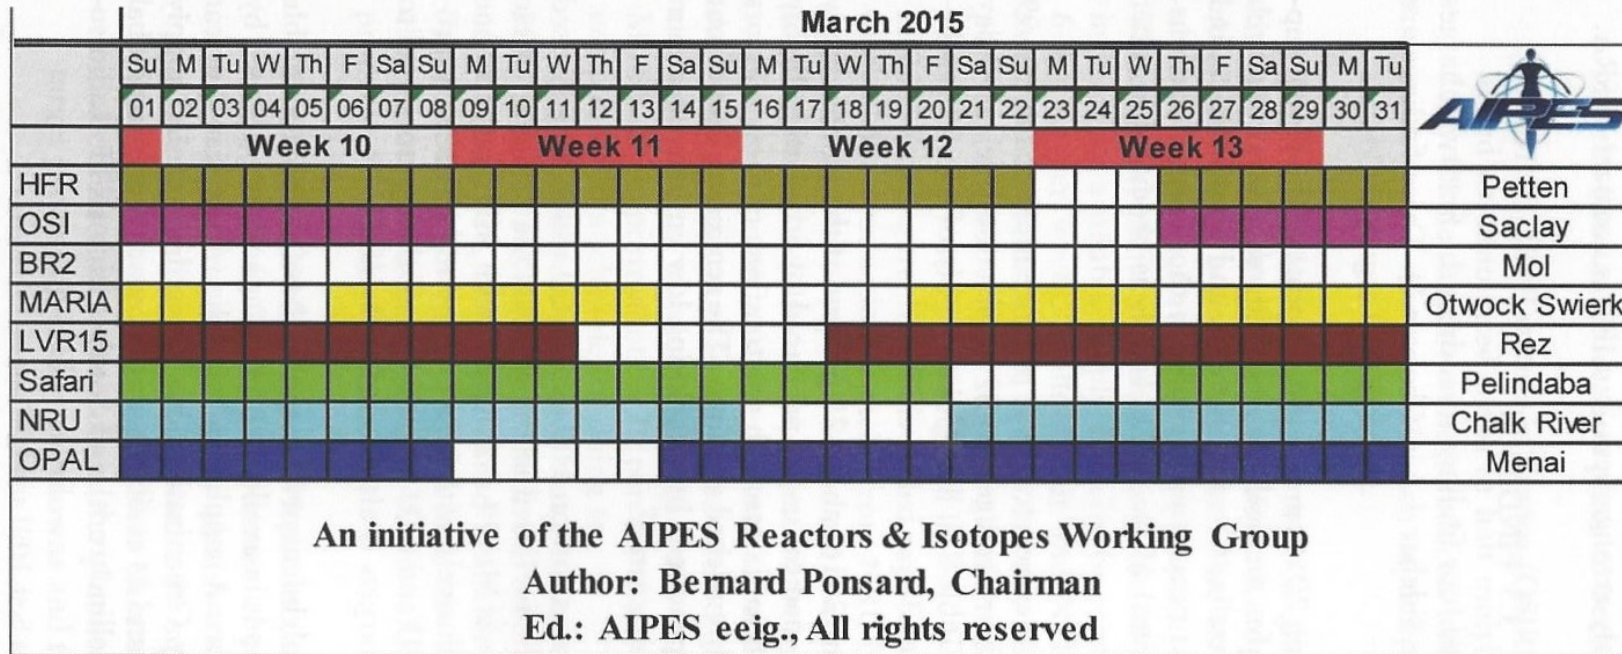 March 2015
Su M Tu W Th F Sa Su M Tu W Th F Sa Su M Tu W Th F Sa Su M Tu W Th F Sa Su M Tu
01 02 03 04 05 06 07 08 09 10 11 12 13 14 15 16 17 18 19 20 21 22 23 24 25 26 27 28 29 30 31
AIPES
Week 10 Week 11 Week 12 Week 13
HFR Petten
OSI Saclay
BR2 Mol
MARIA Otwock Swierk
LVR15 Rez
Safari Pelindaba
NRU Chalk River
OPAL Menai
An initiative of the AIPES Reactors & Isotopes Working Group
Author: Bernard Ponsard, Chairman
Ed.: AIPES eeig., All rights reserved